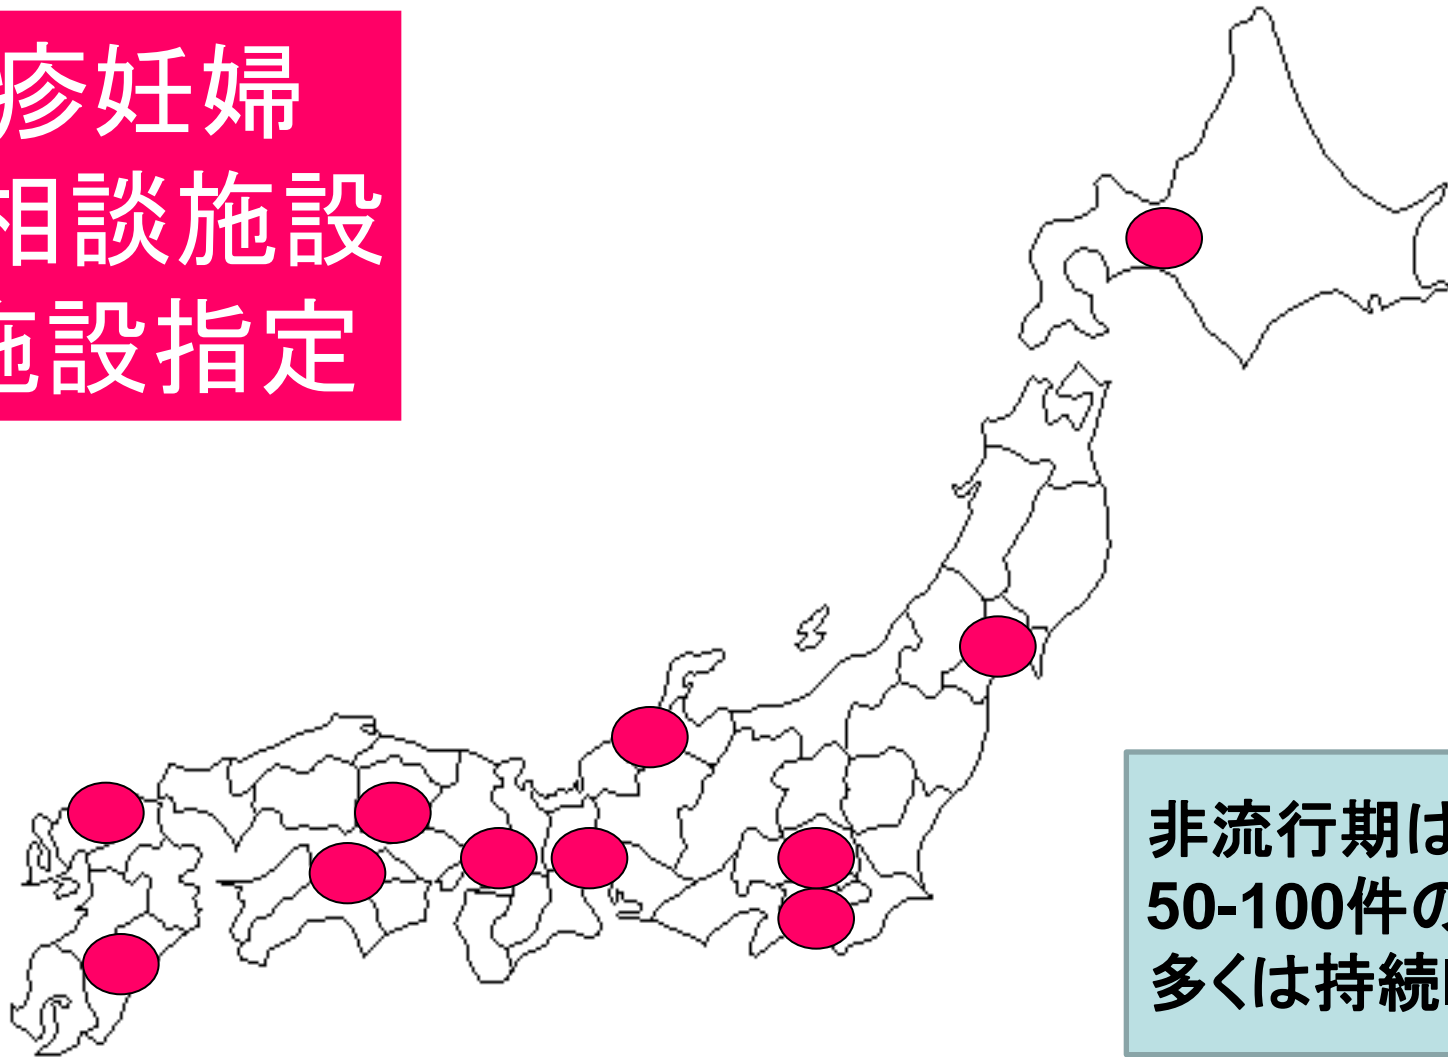 疹妊婦
相談施設
施設指定
非流行期は
50-100件の
多くは持続